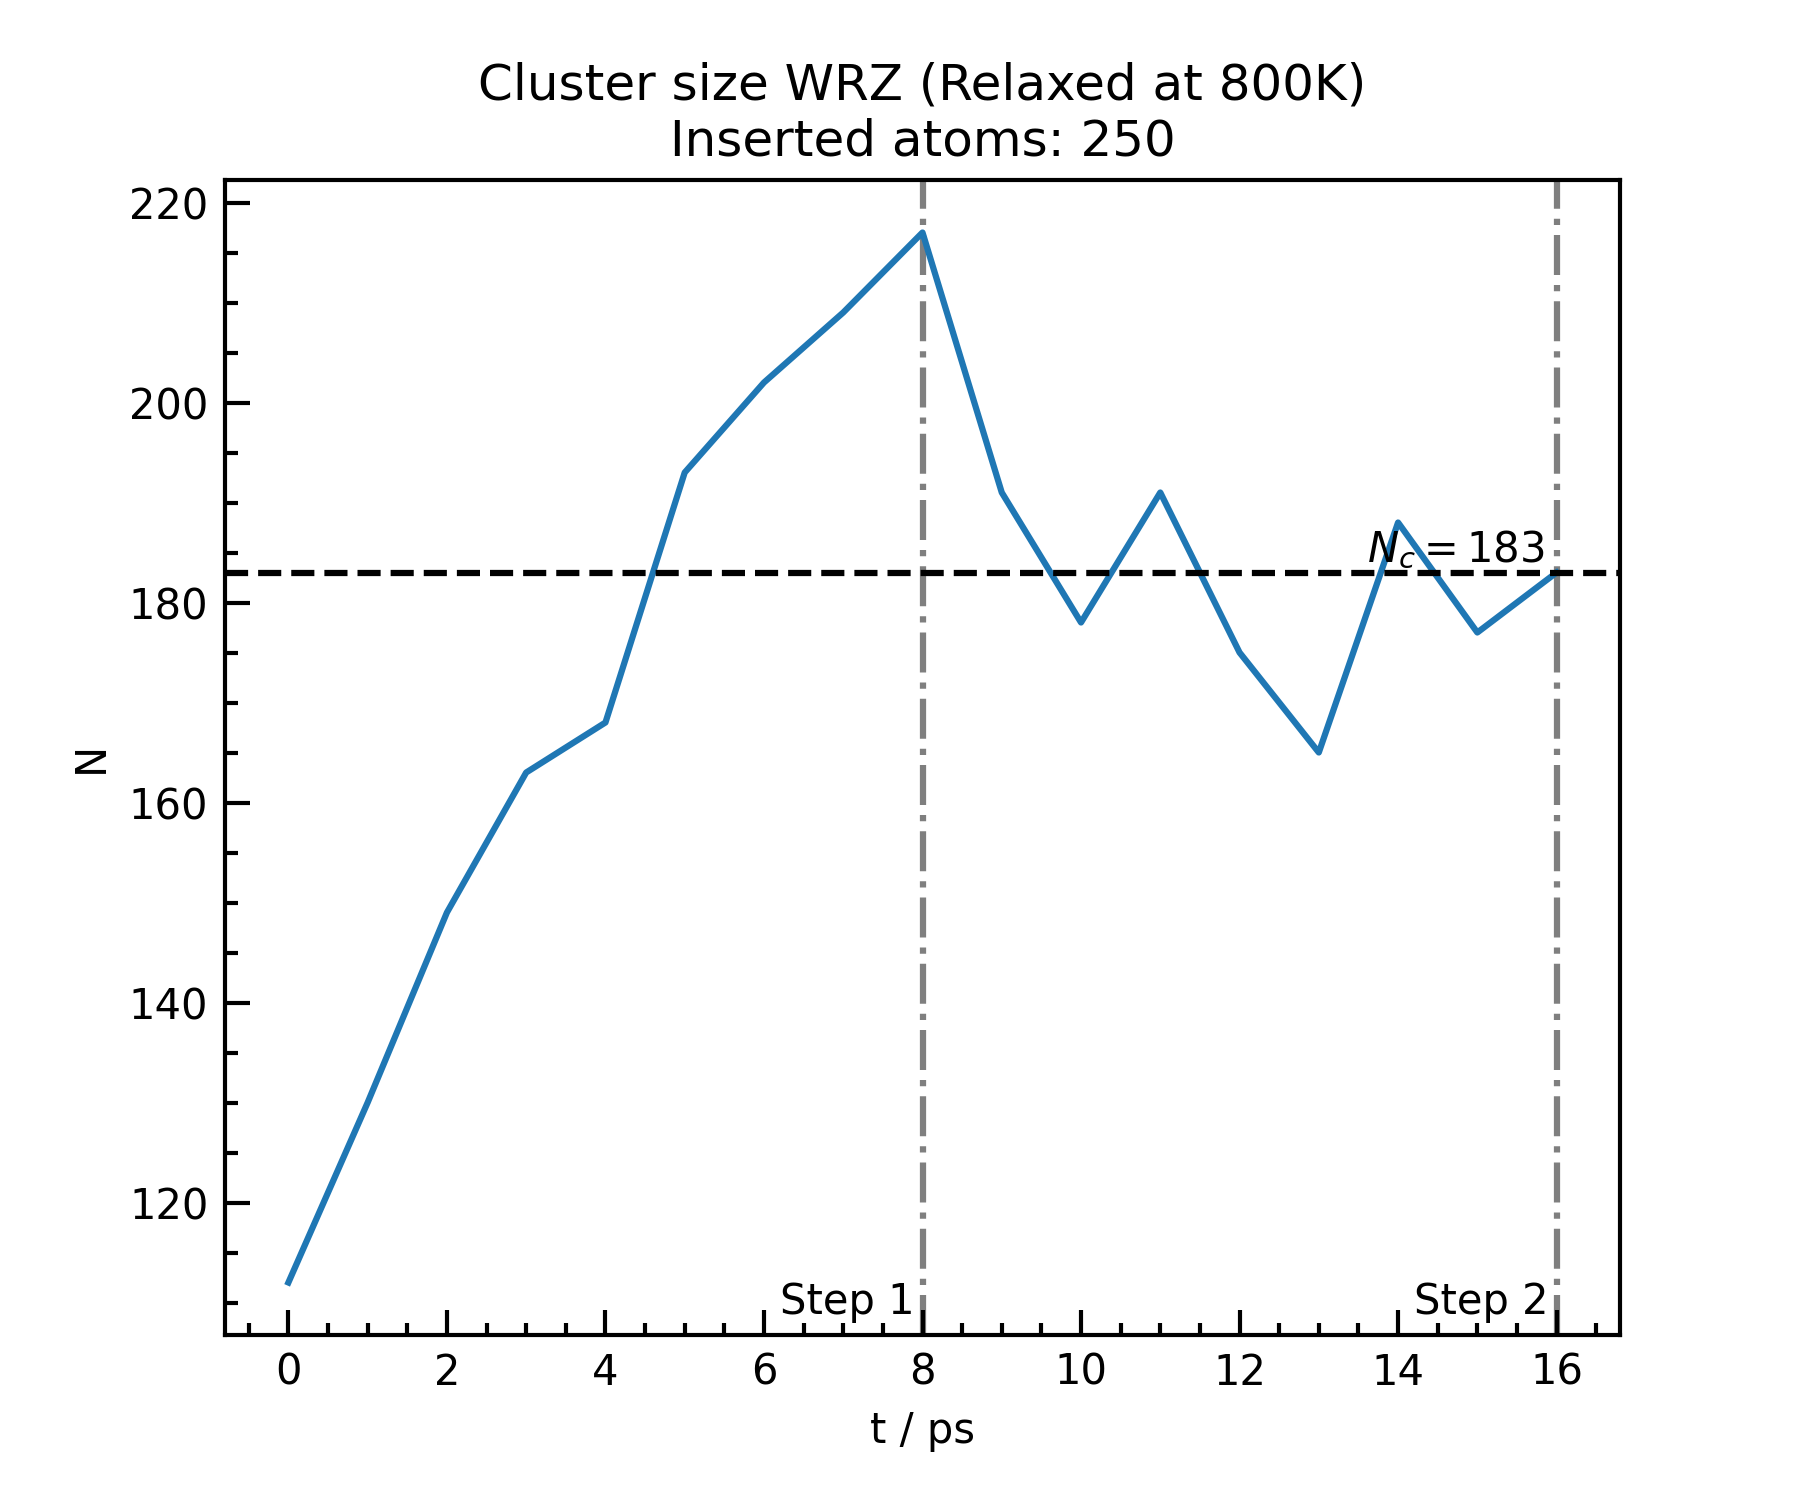 Cluster size WRZ (Relaxed at 800K)
Inserted atoms: 250
220
200
180
160
140
120
N
N_c = 183
Step 1
Step 2
0 2 4 6 8 10 12 14 16
t / ps